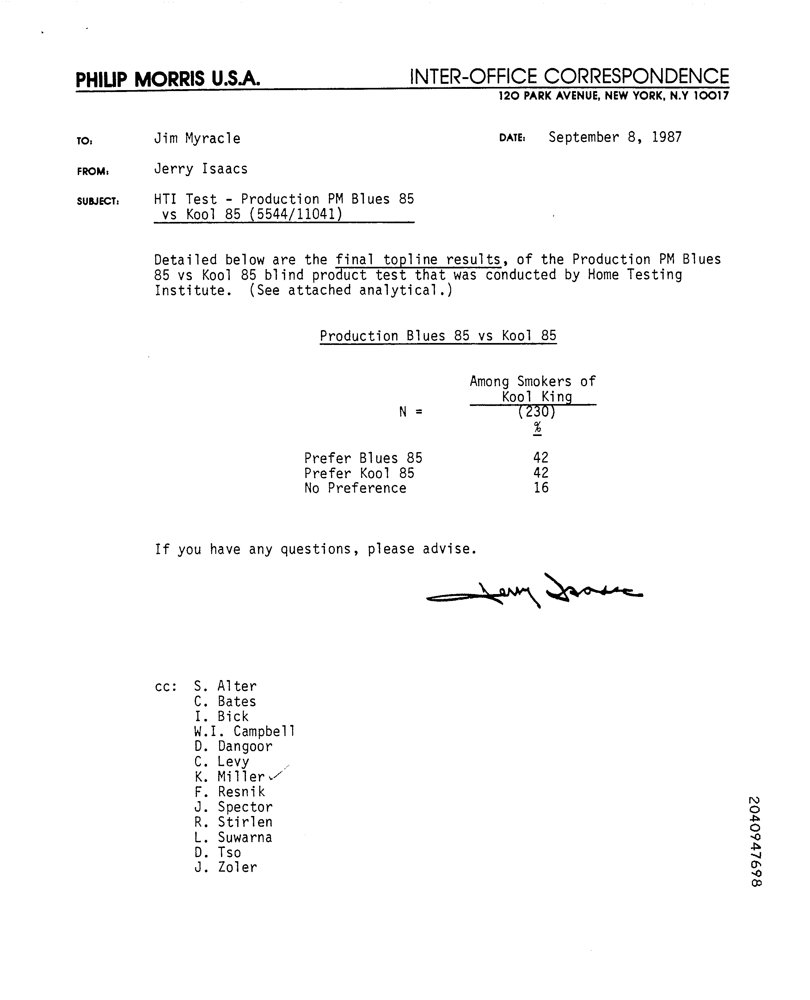 PHILIP MORRIS U.S.A. INTER-OFFICE CORRESPONDENCE
120 PARK AVENUE, NEW YORK, N.Y 10017
TO: Jim Myracle DATE: September 8, 1987
FROM: Jerry Isaacs
SUBJECT: HTI Test - Production PM Blues 85
vs Kool 85 (5544/11041)
Detailed below are the final topline results, of the Production PM Blues
85 vs Kool 85 blind product test that was conducted by Home Testing
Institute. (See attached analytical.)
Production Blues 85 vs Kool 85
Among Smokers of
Kool King
N = (230)
%
Prefer Blues 85 42
Prefer Kool 85 42
No Preference 16
If you have any questions, please advise.
Jerry Isaacs
cc: S. Alter
C. Bates
I. Bick
W.I. Campbell
D. Dangoor
C. Levy
K. Miller
F. Resnik
J. Spector
R. Stirlen
L. Suwarna
D. Tso
J. Zoler
2040947698